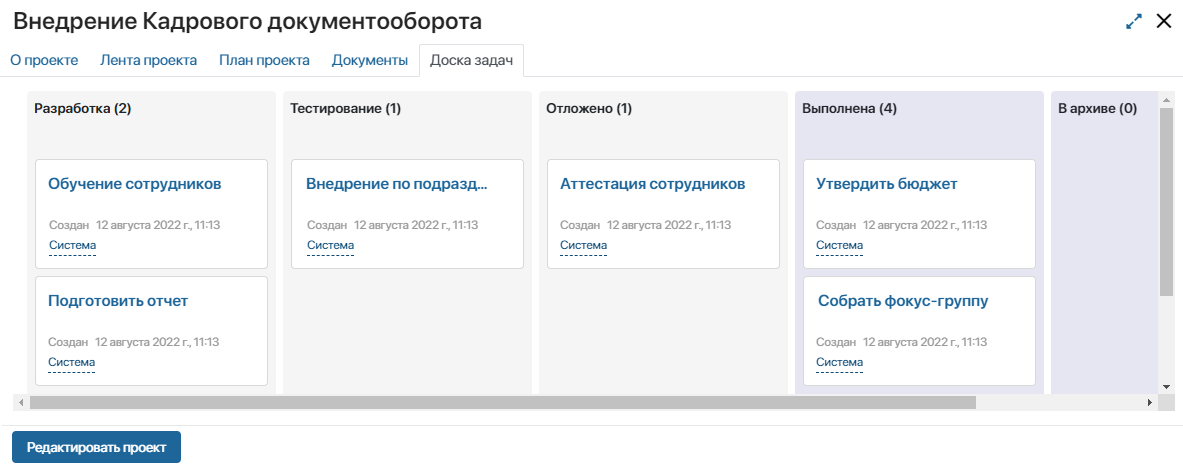 Внедрение Кадрового документооборота
О проекте Лента проекта План проекта Документы Доска задач
Разработка (2) Тестирование (1) Отложено (1) Выполнена (4) В архиве (0)
Обучение сотрудников Внедрение по подразд... Аттестация сотрудников Утвердить бюджет
Создан 12 августа 2022 г., 11:13 Создан 12 августа 2022 г., 11:13 Создан 12 августа 2022 г., 11:13 Создан 12 августа 2022 г., 11:13
Система Система Система Система
Подготовить отчет Собрать фокус-группу
Создан 12 августа 2022 г., 11:13 Создан 12 августа 2022 г., 11:13
Система Система
Редактировать проект